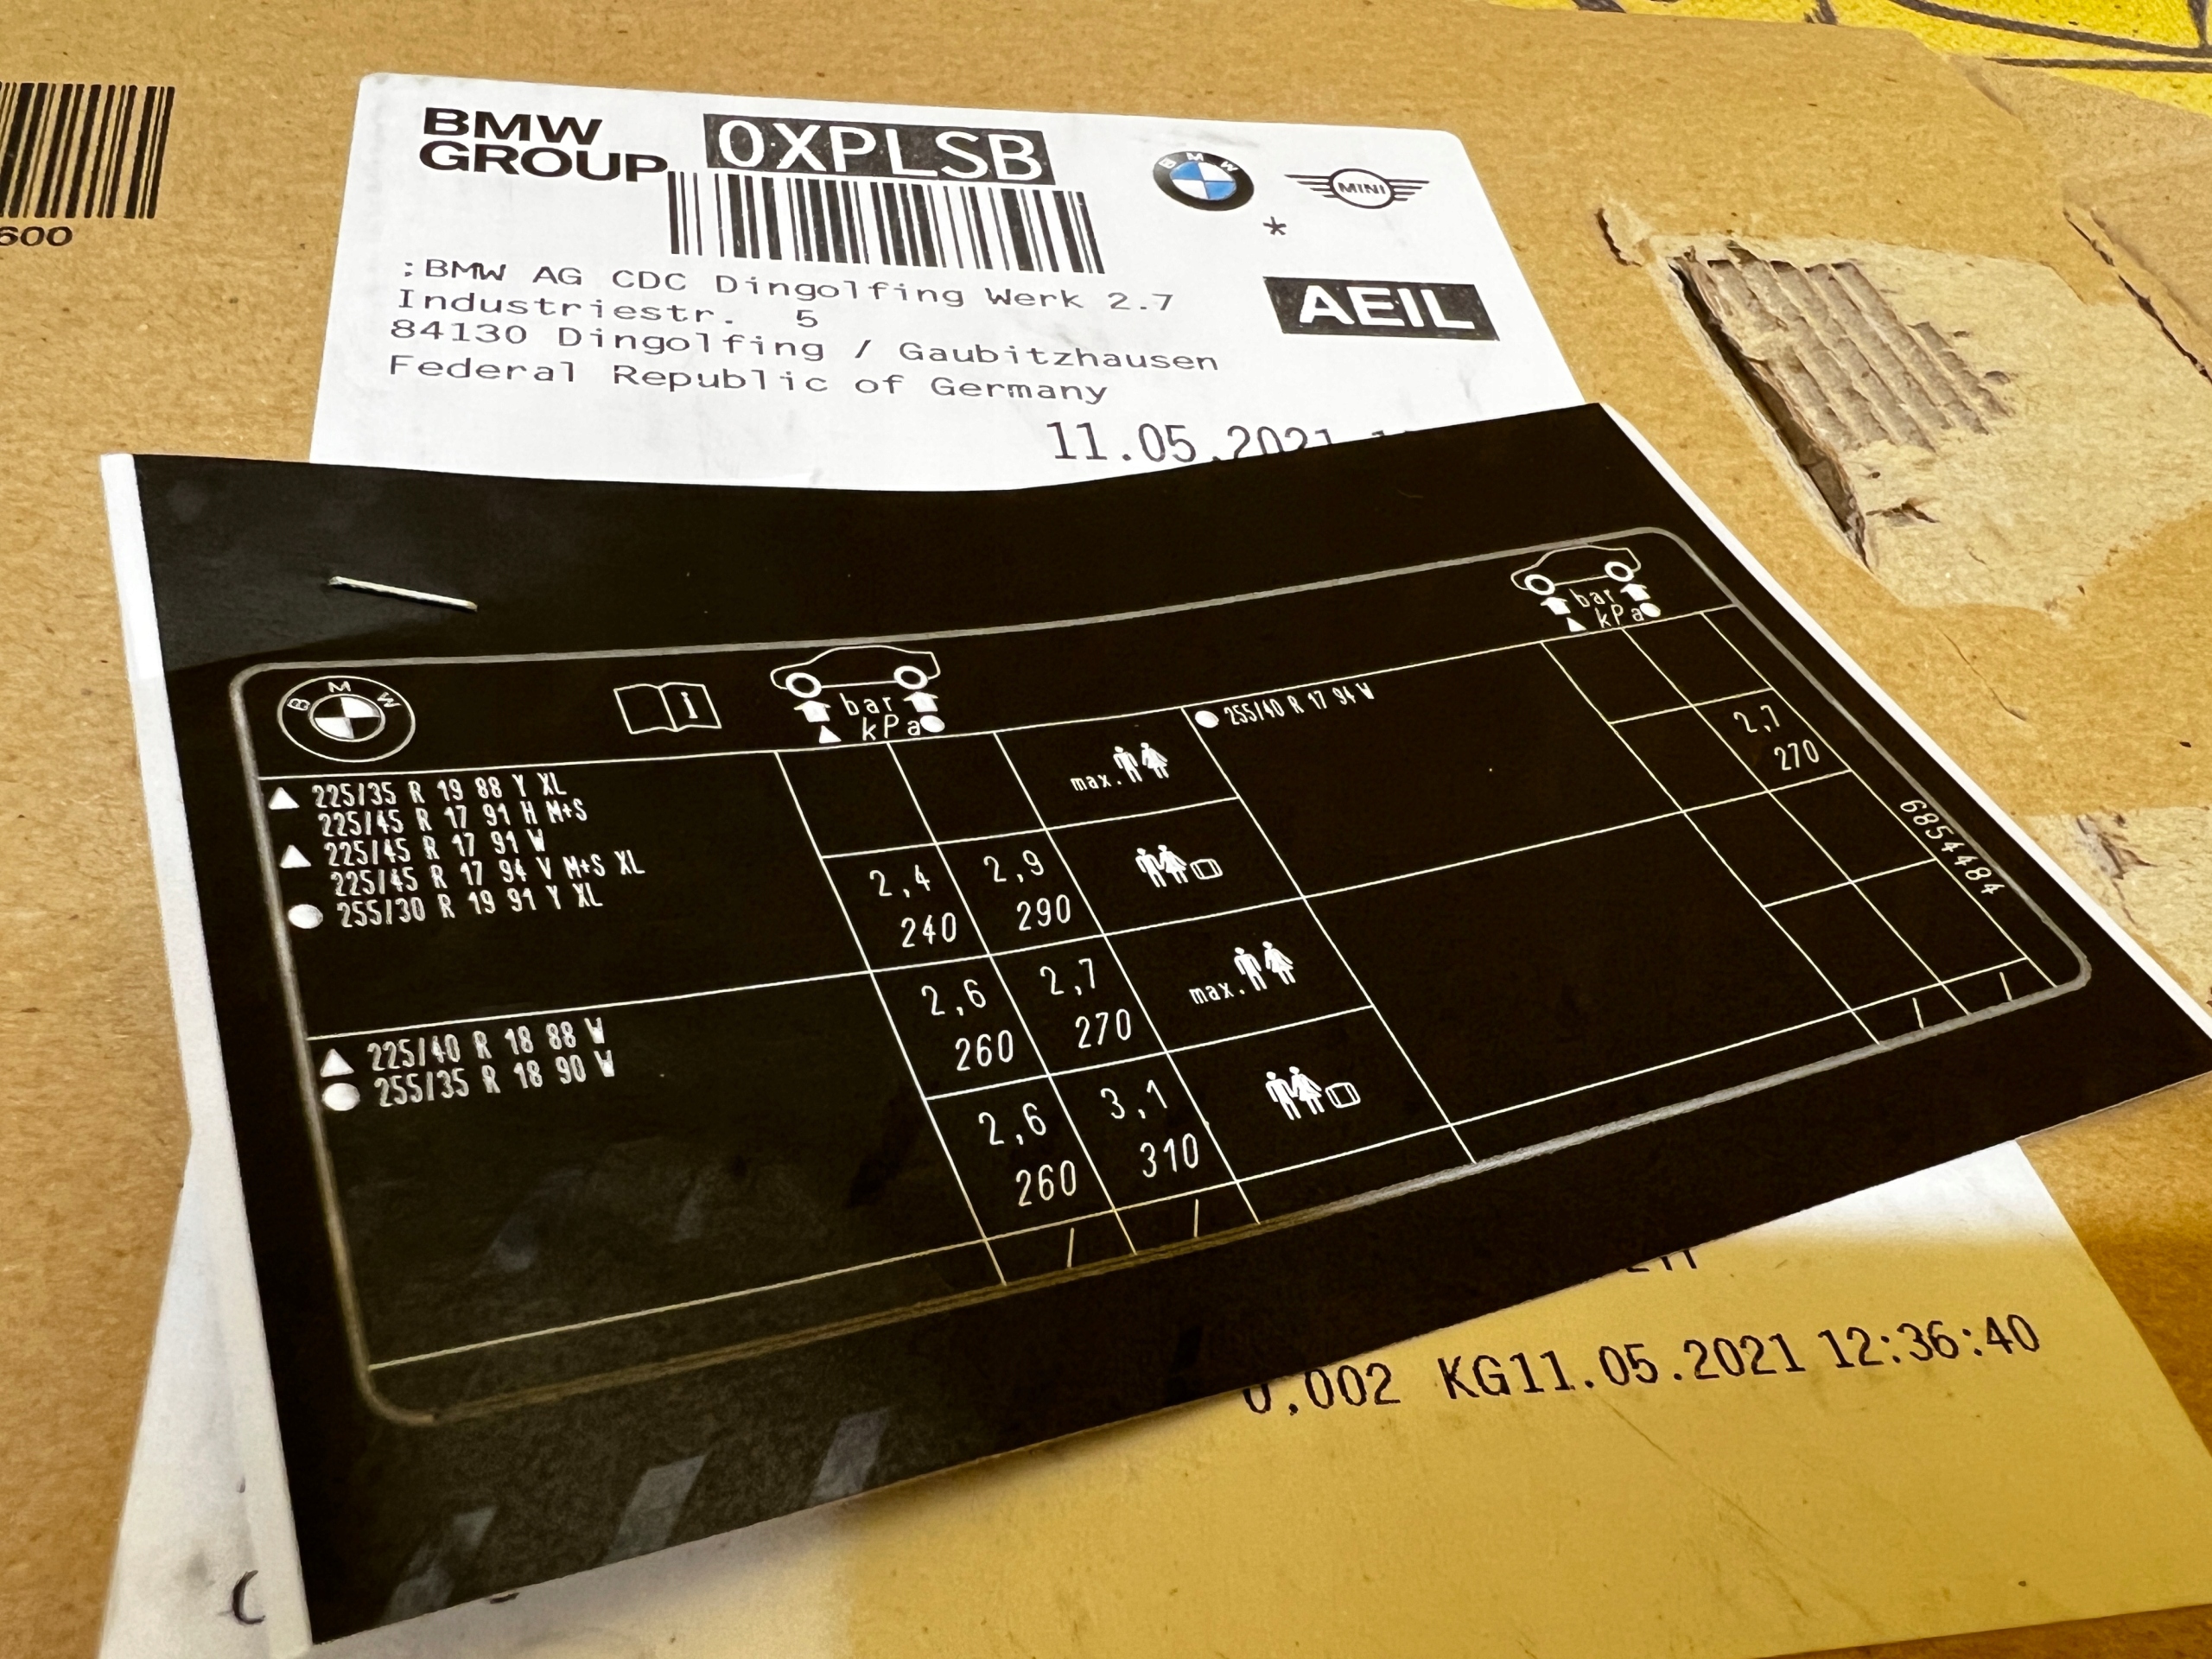 600
BMW
GROUP
0XPLSB
BMW
MINI
*
:BMW AG CDC Dingolfing Werk 2.7
AEIL
Industriestr. 5
84130 Dingolfing / Gaubitzhausen
Federal Republic of Germany
11.05.2021
BMW
i
bar
kPa
bar
kPa
225/35 R 19 88 Y XL
225/45 R 17 91 H M+S
225/45 R 17 91 W
225/45 R 17 94 V M+S XL
255/30 R 19 91 Y XL
max.
2,4 2,9
240 290
255/40 R 17 94 W
2,7
270
225/40 R 18 88 W
255/35 R 18 90 W
2,6 2,7 max.
260 270
2,6 3,1
260 310
/ /
/ /
6854484
0,002 KG11.05.2021 12:36:40